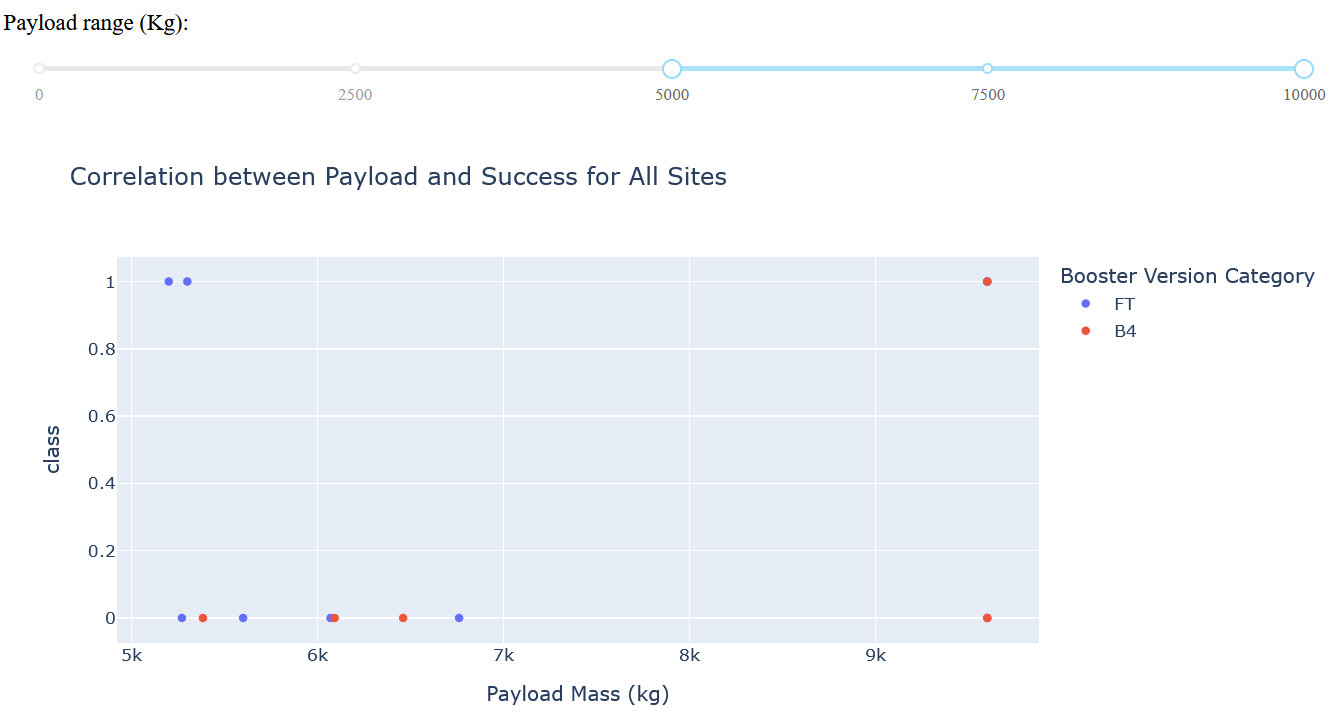 Payload range (Kg):
0 2500 5000 7500 10000
Correlation between Payload and Success for All Sites
Booster Version Category
FT
B4
class
1
0.8
0.6
0.4
0.2
0
5k 6k 7k 8k 9k
Payload Mass (kg)